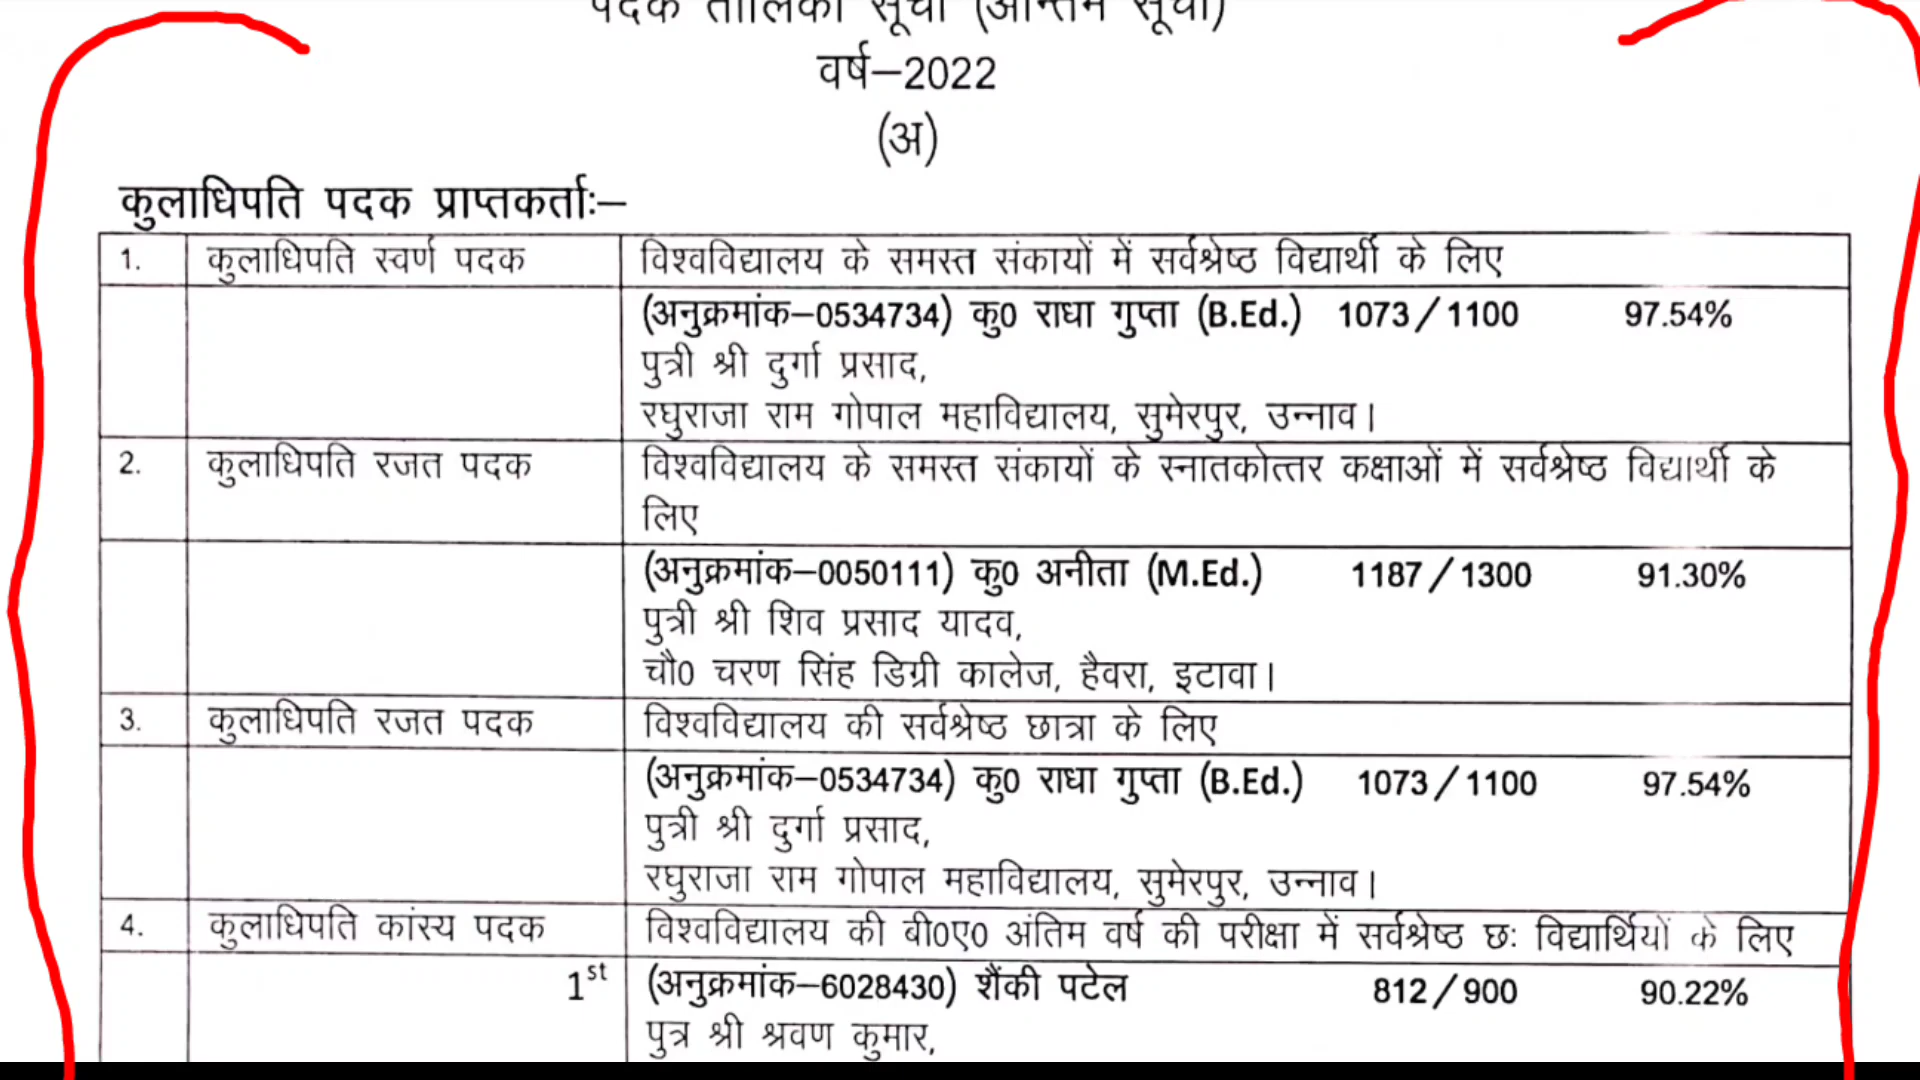 पदक तालिका सूची (अन्तिम सूची)
वर्ष–2022
(अ)
कुलाधिपति पदक प्राप्तकर्ताः–
1. कुलाधिपति स्वर्ण पदक विश्वविद्यालय के समस्त संकायों में सर्वश्रेष्ठ विद्यार्थी के लिए
(अनुक्रमांक–0534734) कु0 राधा गुप्ता (B.Ed.) 1073/1100 97.54%
पुत्री श्री दुर्गा प्रसाद,
रघुराजा राम गोपाल महाविद्यालय, सुमेरपुर, उन्नाव।
2. कुलाधिपति रजत पदक विश्वविद्यालय के समस्त संकायों के स्नातकोत्तर कक्षाओं में सर्वश्रेष्ठ विद्यार्थी के
लिए
(अनुक्रमांक–0050111) कु0 अनीता (M.Ed.) 1187/1300 91.30%
पुत्री श्री शिव प्रसाद यादव,
चौ0 चरण सिंह डिग्री कालेज, हैवरा, इटावा।
3. कुलाधिपति रजत पदक विश्वविद्यालय की सर्वश्रेष्ठ छात्रा के लिए
(अनुक्रमांक–0534734) कु0 राधा गुप्ता (B.Ed.) 1073/1100 97.54%
पुत्री श्री दुर्गा प्रसाद,
रघुराजा राम गोपाल महाविद्यालय, सुमेरपुर, उन्नाव।
4. कुलाधिपति कांस्य पदक विश्वविद्यालय की बी0ए0 अंतिम वर्ष की परीक्षा में सर्वश्रेष्ठ छः विद्यार्थियों के लिए
1st (अनुक्रमांक–6028430) शैंकी पटेल 812/900 90.22%
पुत्र श्री श्रवण कुमार,